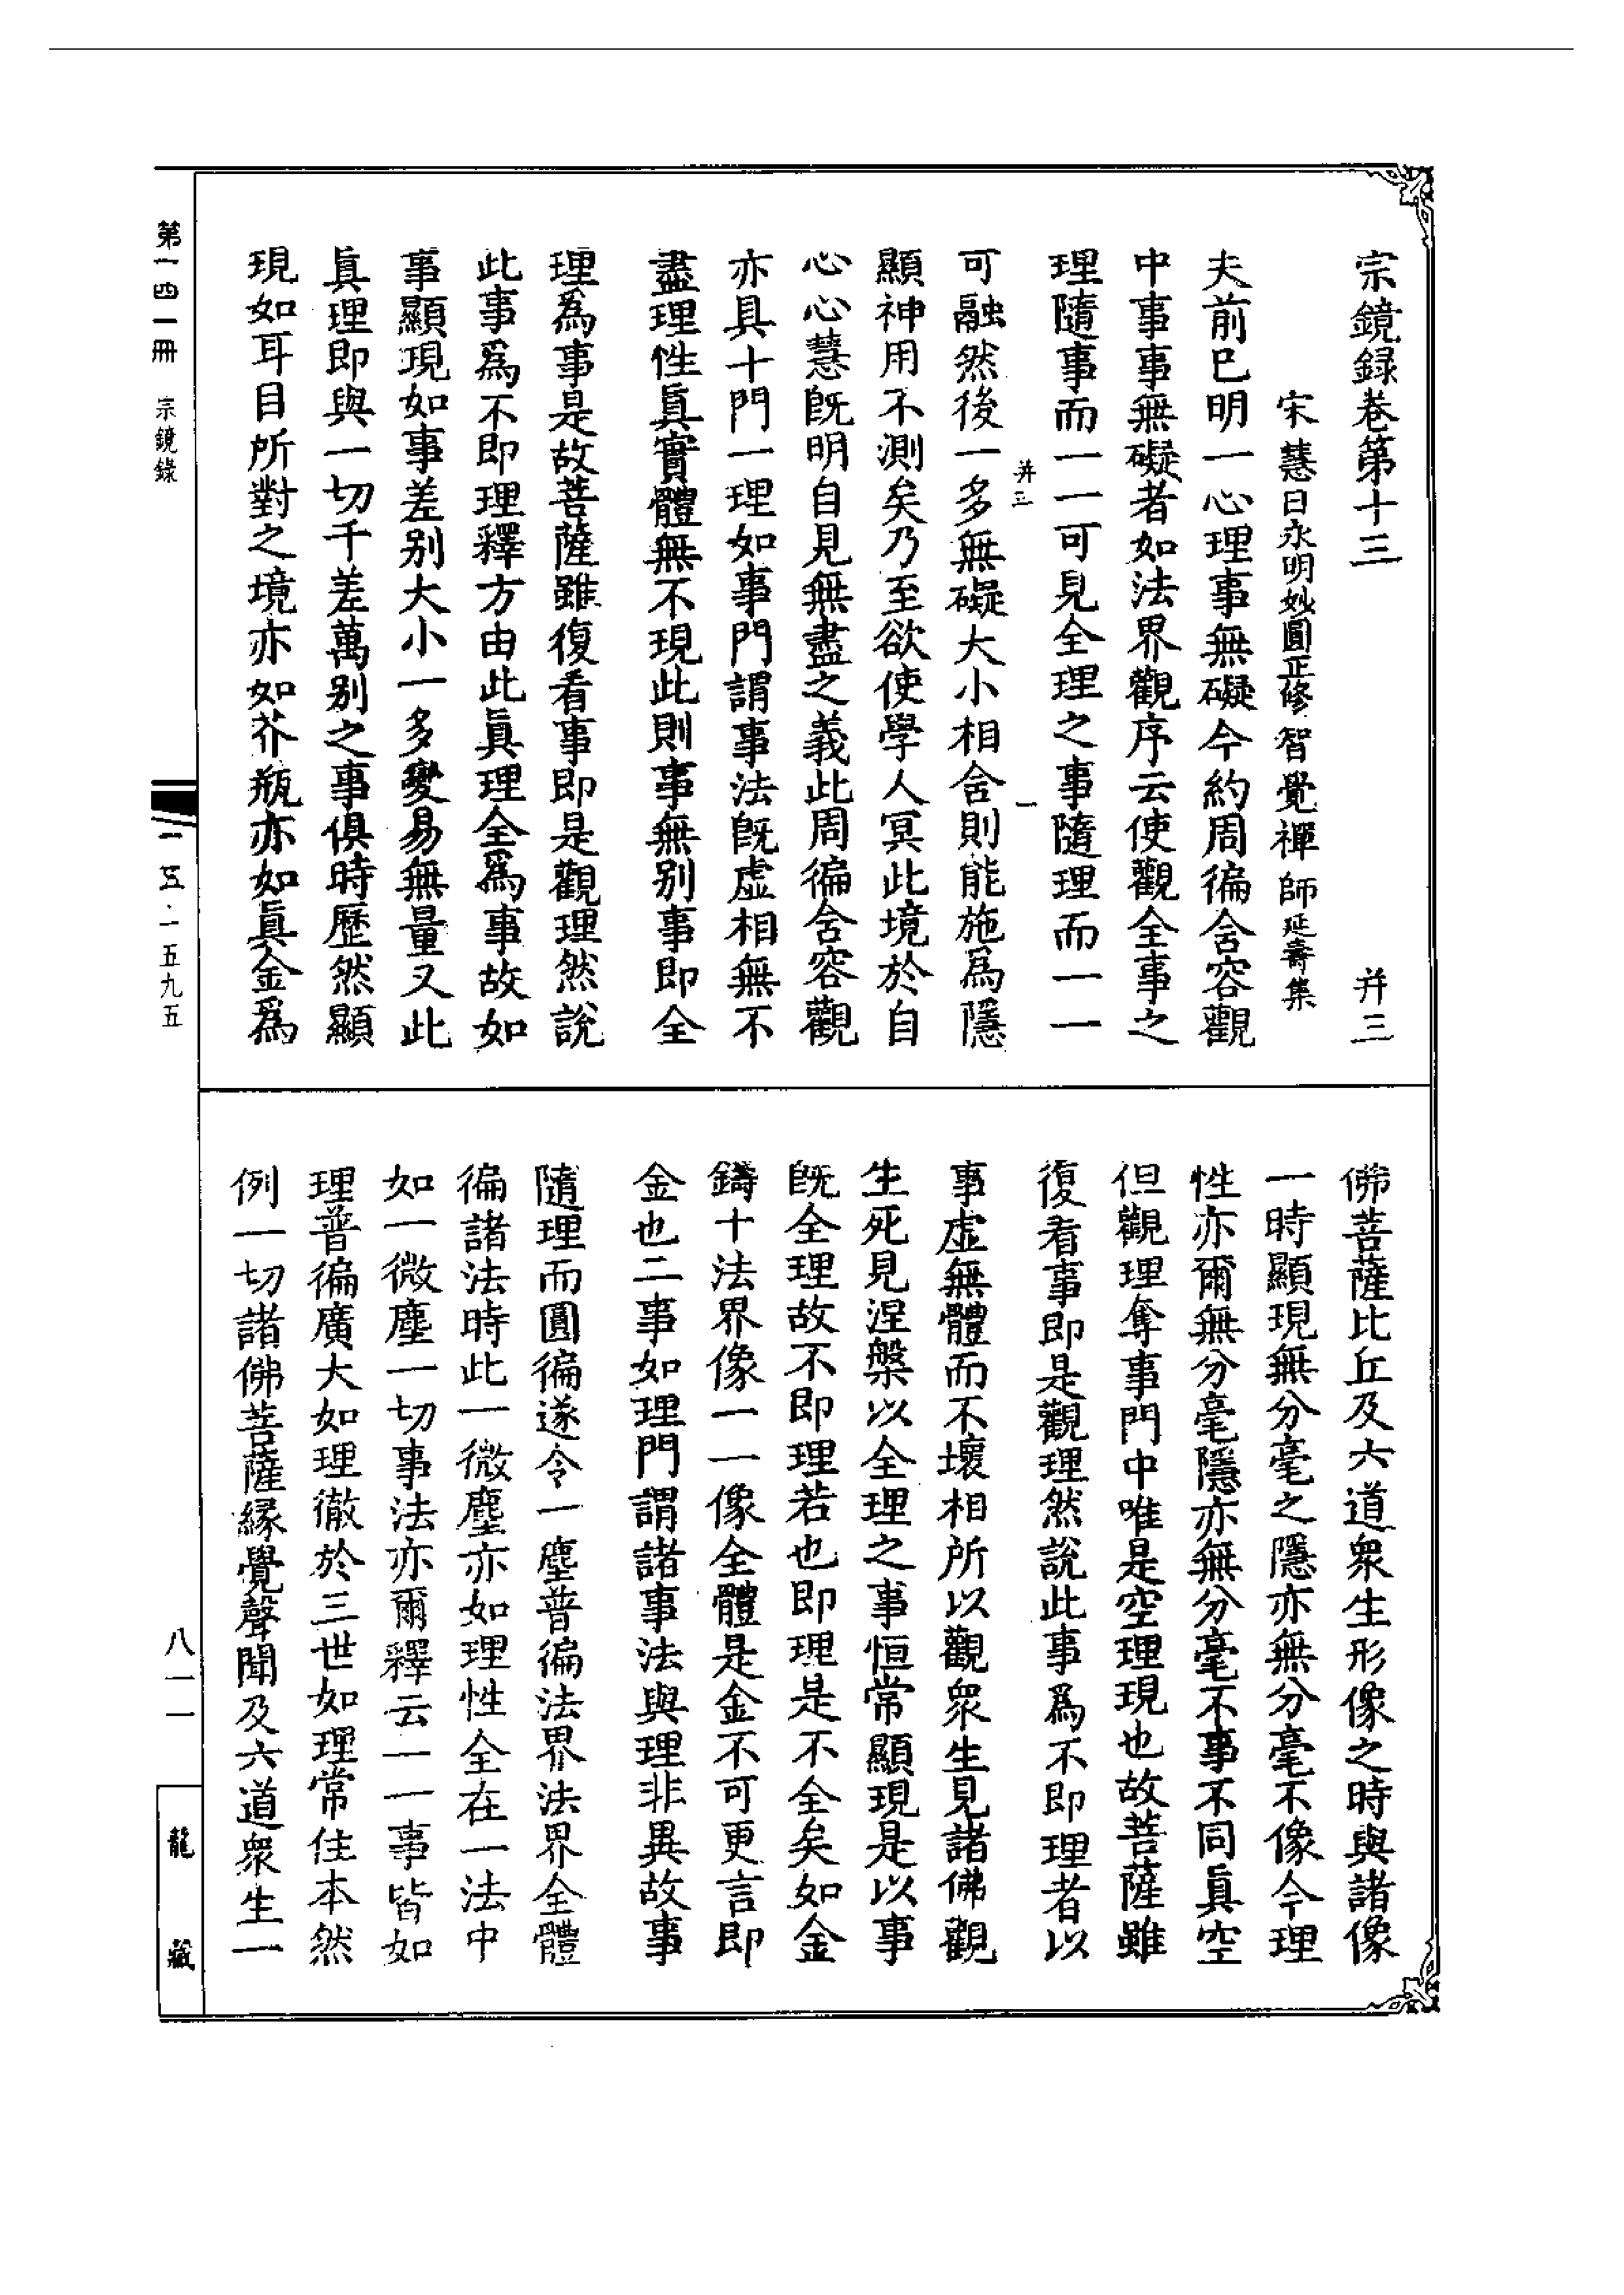 宗鏡録卷第十三　并三
宋慧日永明妙圓正修智覺禪師延壽集
夫前已明一心理事無礙今約周徧含容觀
中事事無礙者如法界觀序云使觀全事之
理隨事而一一可見全理之事隨理而一一
并三　一
可融然後一多無礙大小相含則能施爲隱
顯神用不測矣乃至欲使學人冥此境於自
心心慧旣明自見無盡之義此周徧含容觀
亦具十門一理如事門謂事法旣虛相無不
盡理性眞實體無不現此則事無别事即全
理爲事是故菩薩雖復看事即是觀理然說
此事爲不即理釋方由此眞理全爲事故如
事顯現如事差别大小一多變易無量又此
眞理即與一切千差萬别之事俱時歷然顯
現如耳目所對之境亦如芥瓶亦如眞金爲
佛菩薩比丘及六道衆生形像之時與諸像
一時顯現無分毫之隱亦無分毫不像今理
性亦爾無分毫隱亦無分毫不事不同眞空
但觀理奪事門中唯是空理現也故菩薩雖
復看事即是觀理然說此事爲不即理者以
事虛無體而不壞相所以觀衆生見諸佛觀
生死見涅槃以全理之事恒常顯現是以事
旣全理故不即理若也即理是不全矣如金
鑄十法界像一一像全體是金不可更言即
金也二事如理門謂諸事法與理非異故事
隨理而圓徧遂令一塵普徧法界法界全體
徧諸法時此一微塵亦如理性全在一法中
如一微塵一切事法亦爾釋云一一事皆如
理普徧廣大如理徹於三世如理常住本然
例一切諸佛菩薩緣覺聲聞及六道衆生一
第一四一冊　宗鏡錄
一五·一五九五
八一一
龍藏